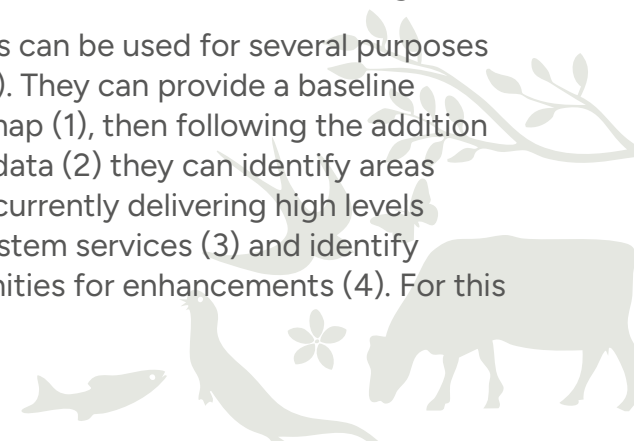 s can be used for several purposes
). They can provide a baseline
map (1), then following the addition
data (2) they can identify areas
currently delivering high levels
stem services (3) and identify
nities for enhancements (4). For this